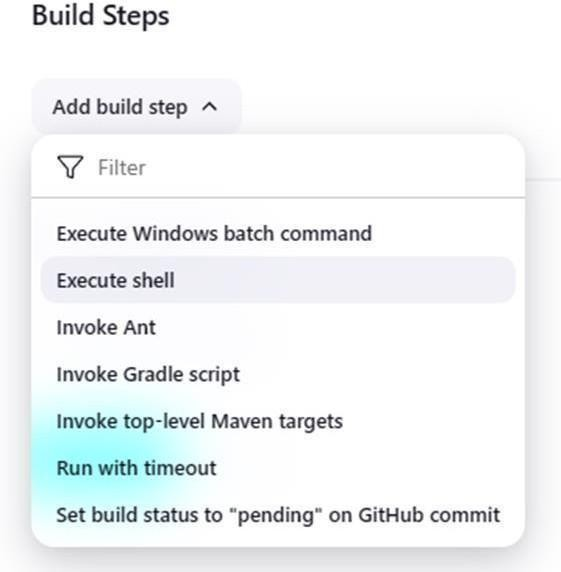 Build Steps
Add build step
Filter
Execute Windows batch command
Execute shell
Invoke Ant
Invoke Gradle script
Invoke top-level Maven targets
Run with timeout
Set build status to "pending" on GitHub commit